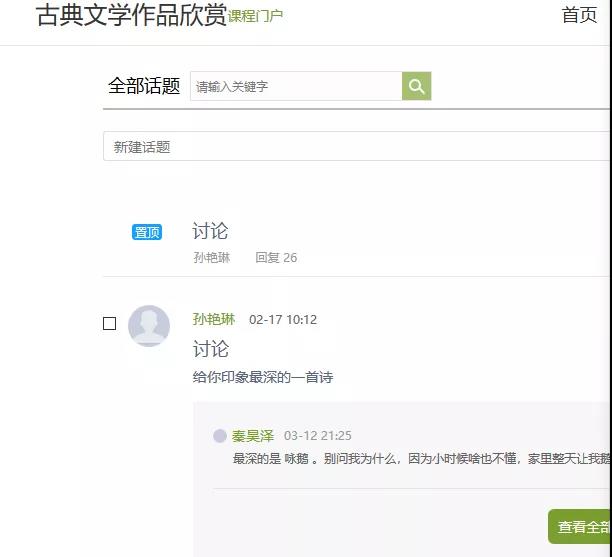 古典文学作品欣赏 课程门户 首页
全部话题 请输入关键字
新建话题
置顶 讨论
孙艳琳 回复 26
孙艳琳 02-17 10:12
讨论
给你印象最深的一首诗
秦昊泽 03-12 21:25
最深的是 咏鹅 。别问我为什么，因为小时候啥也不懂，家里整天让我鹅
查看全部